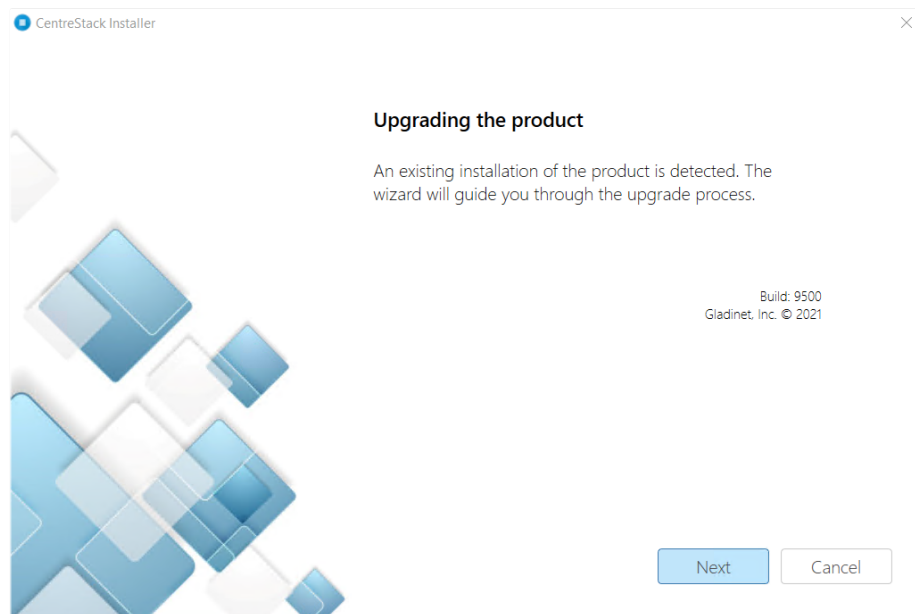 CentreStack Installer
Upgrading the product
An existing installation of the product is detected. The
wizard will guide you through the upgrade process.
Build: 9500
Gladinet, Inc. © 2021
Next
Cancel